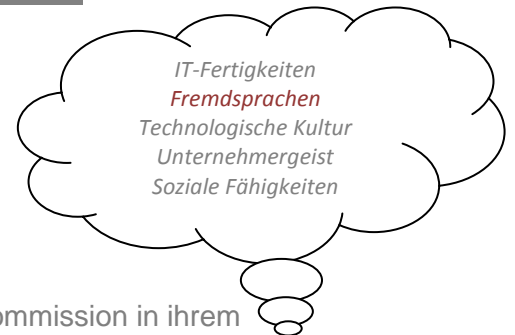 IT-Fertigkeiten
Fremdsprachen
Technologische Kultur
Unternehmergeist
Soziale Fähigkeiten
ommission in ihrem